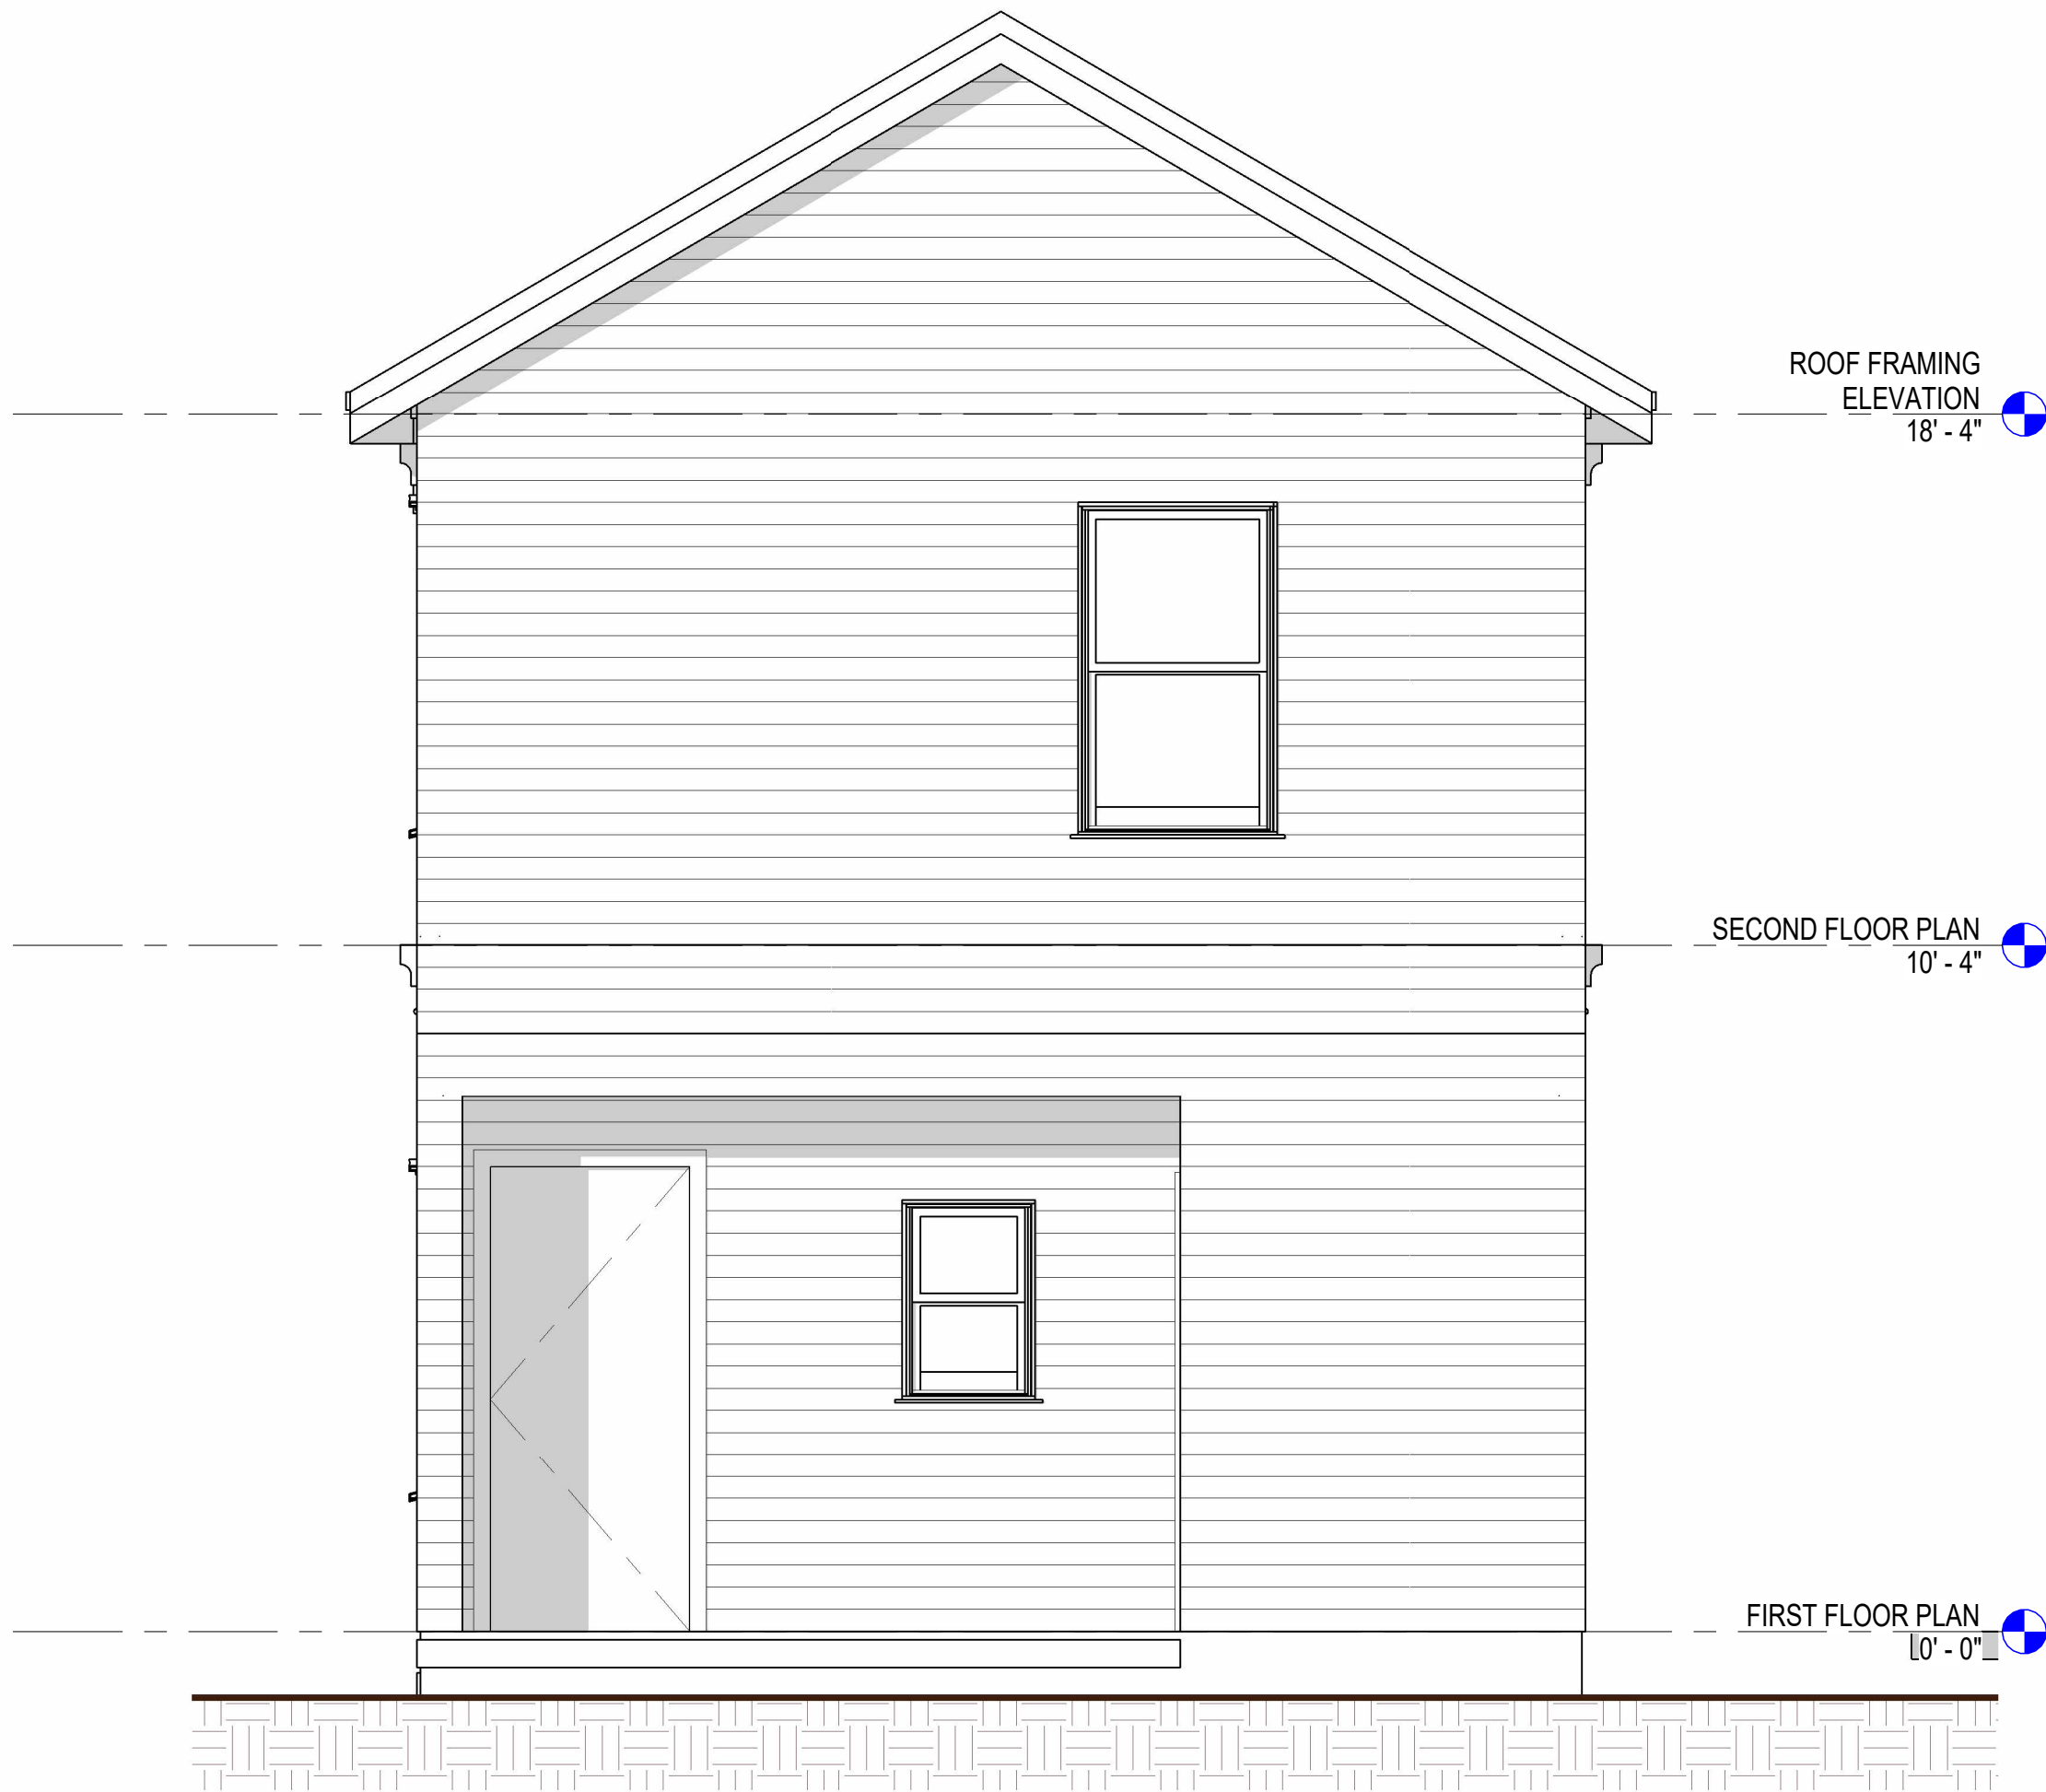 ROOF FRAMING
ELEVATION
18' - 4"
SECOND FLOOR PLAN
10' - 4"
FIRST FLOOR PLAN
0' - 0"